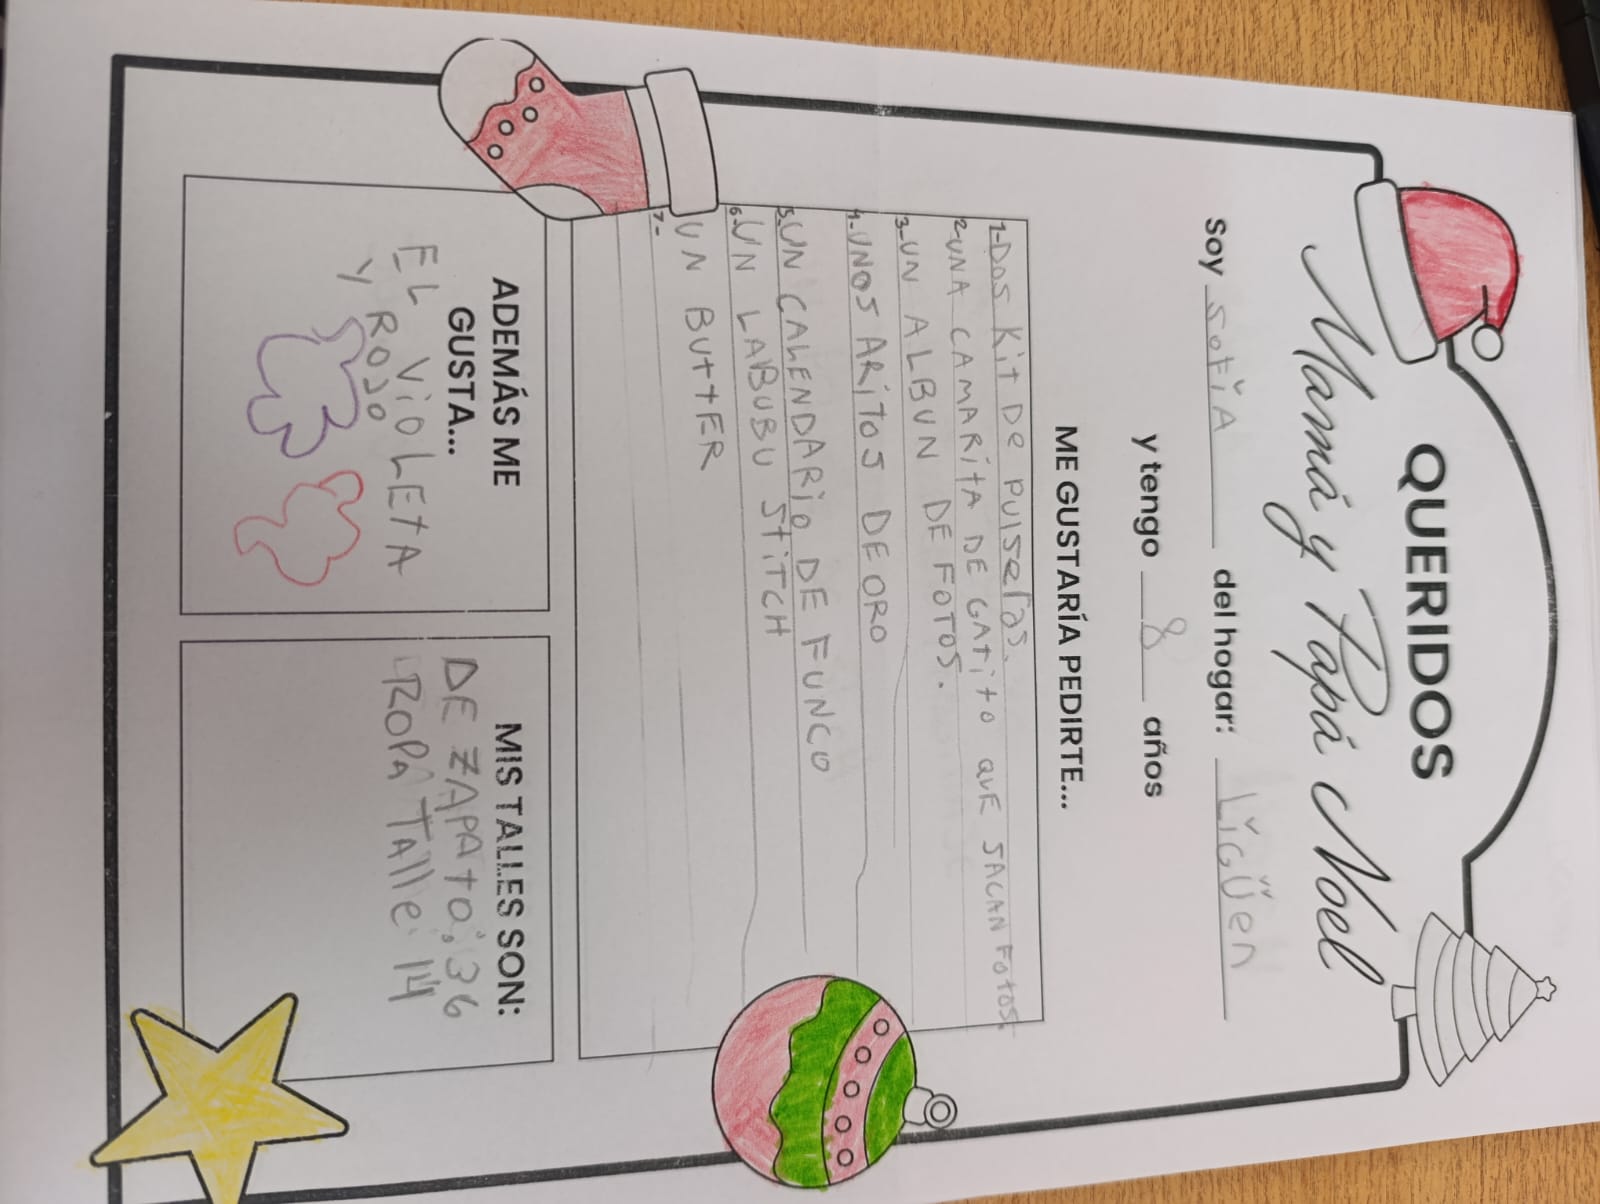 QUERIDOS
Mamá y Papá Noel
Soy SOFIA del hogar: LIGÜEn
y tengo 8 años
ME GUSTARÍA PEDIRTE...
1-DOS Kit De PULSeras.
2-UNA CAMARITA DE GATITO QUE SACAN FOTOS.
3-UN ALBUN DE FOTOS.
4-UNOS ARITOS DE ORO
5-UN CALENDARIO DE FUNCO
6-UN LABUBU STITCH
UN BUTTER
7-
ADEMÁS ME
GUSTA...
EL VIOLETA
Y ROJO
MIS TALLES SON:
DE ZAPATO: 36
ROPA TAlle 14